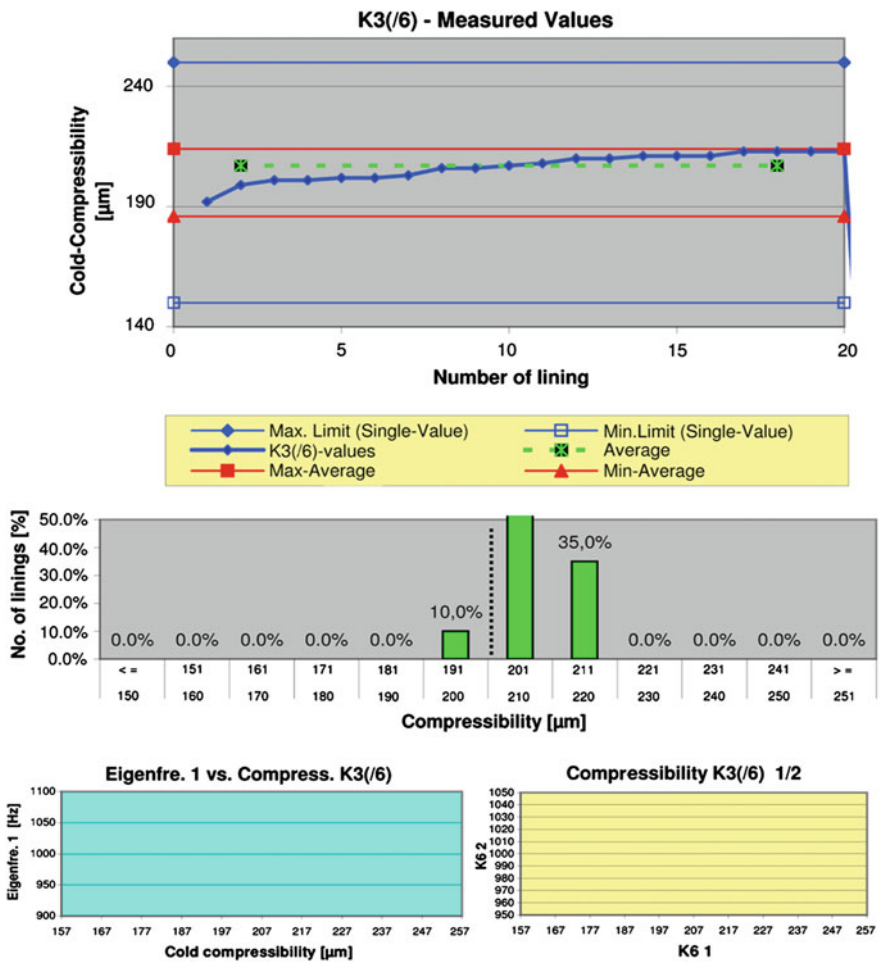 K3(/6) - Measured Values
Cold-Compressibility
[µm]
240
190
140
0 5 10 15 20
Number of lining
Max. Limit (Single-Value) Min.Limit (Single-Value)
K3(/6)-values Average
Max-Average Min-Average
No. of linings [%]
50.0%
40.0%
30.0%
20.0%
10.0%
0.0%
35,0%
10,0%
0.0% 0.0% 0.0% 0.0% 0.0% 0.0% 0.0% 0.0% 0.0%
< = 151 161 171 181 191 201 211 221 231 241 > =
150 160 170 180 190 200 210 220 230 240 250 251
Compressibility [µm]
Eigenfre. 1 vs. Compress. K3(/6)
Eigenfre. 1 [Hz]
1100
1050
1000
950
900
157 167 177 187 197 207 217 227 237 247 257
Cold compressibility [µm]
Compressibility K3(/6) 1/2
K6 2
1050
1040
1030
1020
1010
1000
990
980
970
960
950
157 167 177 187 197 207 217 227 237 247 257
K6 1